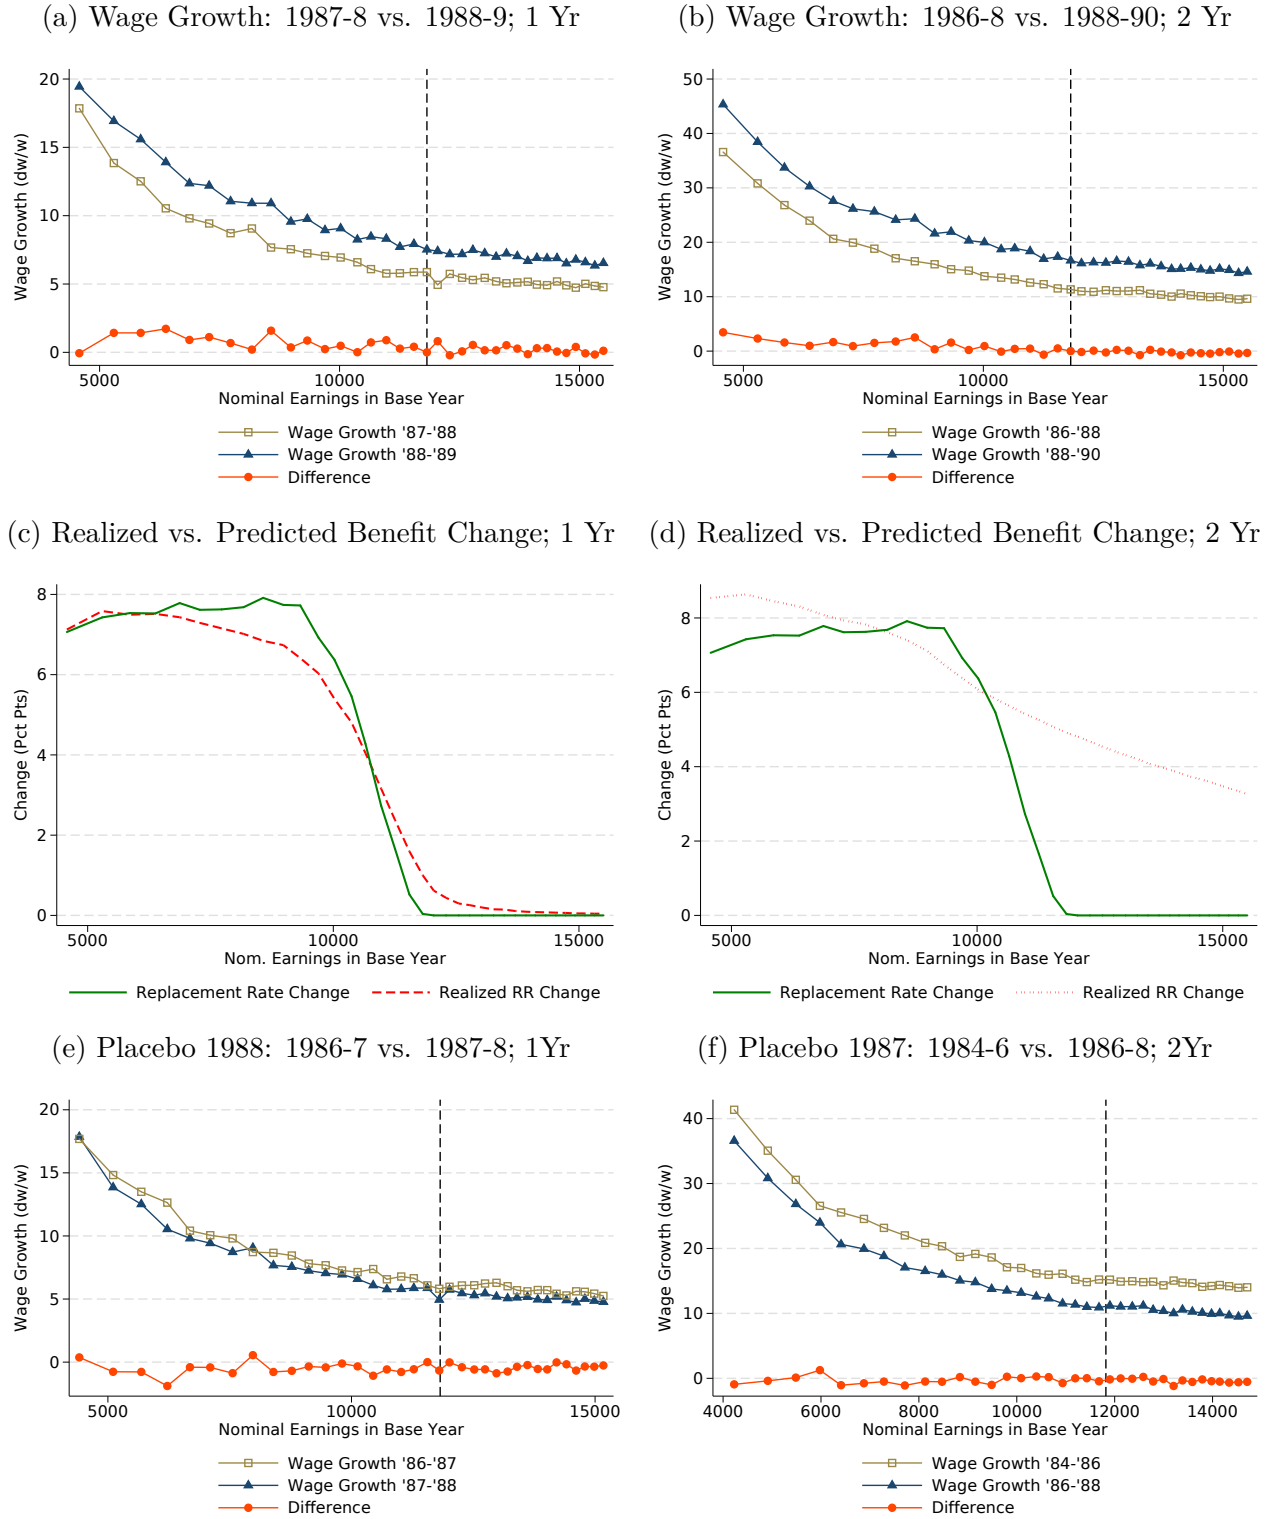 (a) Wage Growth: 1987-8 vs. 1988-9; 1 Yr
Wage Growth (dw/w)
20
15
10
5
0
5000 10000 15000
Nominal Earnings in Base Year
Wage Growth '87-'88
Wage Growth '88-'89
Difference
(b) Wage Growth: 1986-8 vs. 1988-90; 2 Yr
Wage Growth (dw/w)
50
40
30
20
10
0
5000 10000 15000
Nominal Earnings in Base Year
Wage Growth '86-'88
Wage Growth '88-'90
Difference
(c) Realized vs. Predicted Benefit Change; 1 Yr
Change (Pct Pts)
8
6
4
2
0
5000 10000 15000
Nom. Earnings in Base Year
Replacement Rate Change Realized RR Change
(d) Realized vs. Predicted Benefit Change; 2 Yr
Change (Pct Pts)
8
6
4
2
0
5000 10000 15000
Nom. Earnings in Base Year
Replacement Rate Change Realized RR Change
(e) Placebo 1988: 1986-7 vs. 1987-8; 1Yr
Wage Growth (dw/w)
20
15
10
5
0
5000 10000 15000
Nominal Earnings in Base Year
Wage Growth '86-'87
Wage Growth '87-'88
Difference
(f) Placebo 1987: 1984-6 vs. 1986-8; 2Yr
Wage Growth (dw/w)
40
30
20
10
0
4000 6000 8000 10000 12000 14000
Nominal Earnings in Base Year
Wage Growth '84-'86
Wage Growth '86-'88
Difference